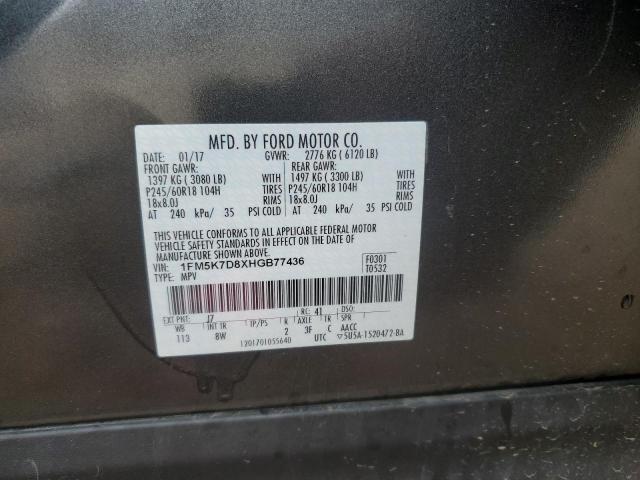 MFD. BY FORD MOTOR CO.
DATE: 01/17 GVWR: 2776 KG ( 6120 LB)
FRONT GAWR: REAR GAWR:
1397 KG ( 3080 LB) 1497 KG ( 3300 LB)
P245/60R18 104H TIRES P245/60R18 104H TIRES
18x8.0J RIMS 18x8.0J RIMS
AT 240 kPa/ 35 PSI COLD AT 240 kPa/ 35 PSI COLD
THIS VEHICLE CONFORMS TO ALL APPLICABLE FEDERAL MOTOR
VEHICLE SAFETY STANDARDS IN EFFECT ON THE DATE OF
MANUFACTURE SHOWN ABOVE.
VIN: 1FM5K7D8XHGB77436 F0301
TYPE: MPV T0532
EXT PNT: J7 RC: 41 DSO:
WB INT TR TP/PS R AXLE TR SPR
113 8W 2 3F C AACC
1201701055640 UTC ▽5U5A-1520472-BA